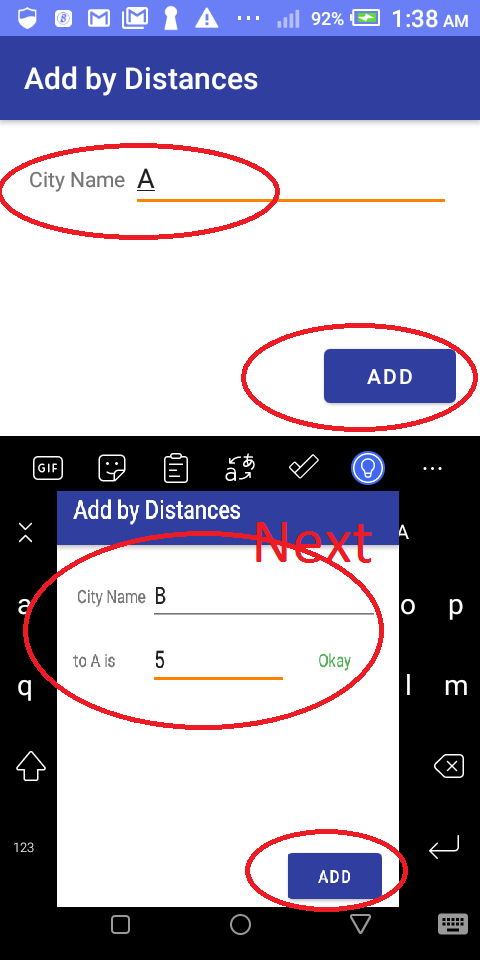 92% 1:38 AM
Add by Distances
City Name A
ADD
GIF
Add by Distances
Next
A
City Name B
a o p
to A is 5 Okay
q l m
123
ADD